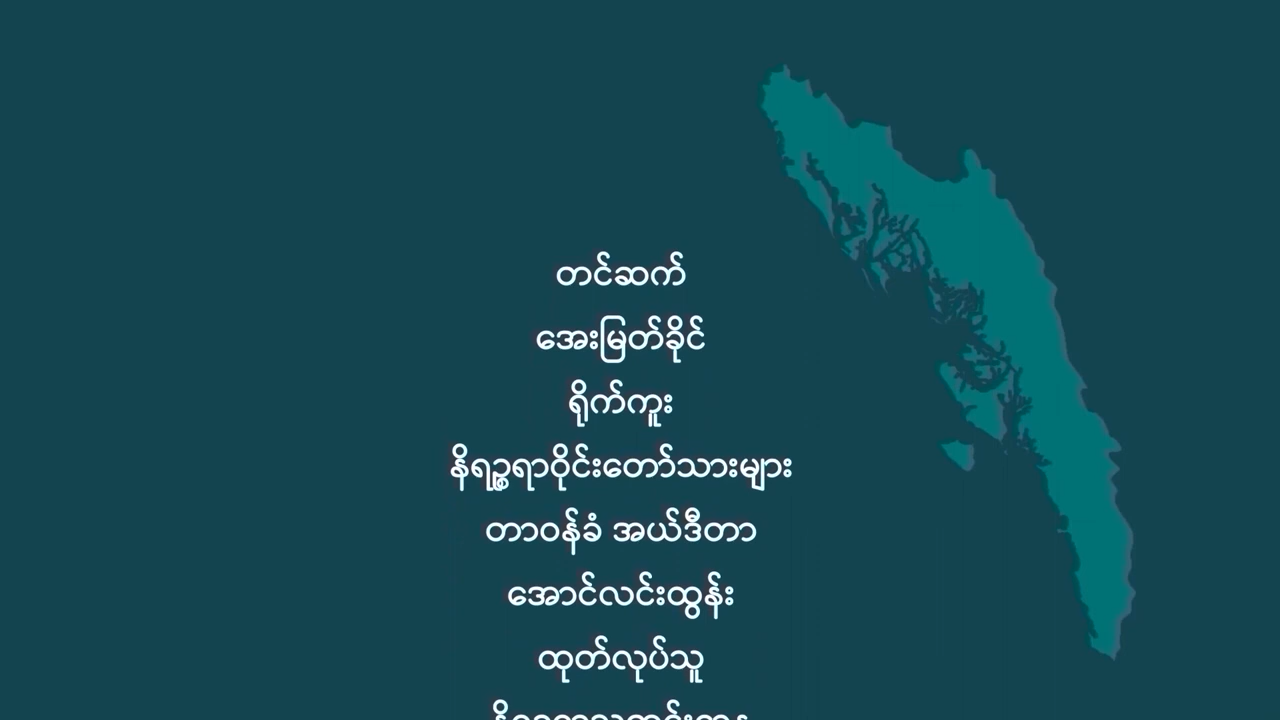 တင်ဆက်
အေးမြတ်ခိုင်
ရိုက်ကူး
နိရဉ္စရာဝိုင်းတော်သားများ
တာဝန်ခံ အယ်ဒီတာ
အောင်လင်းထွန်း
ထုတ်လုပ်သူ